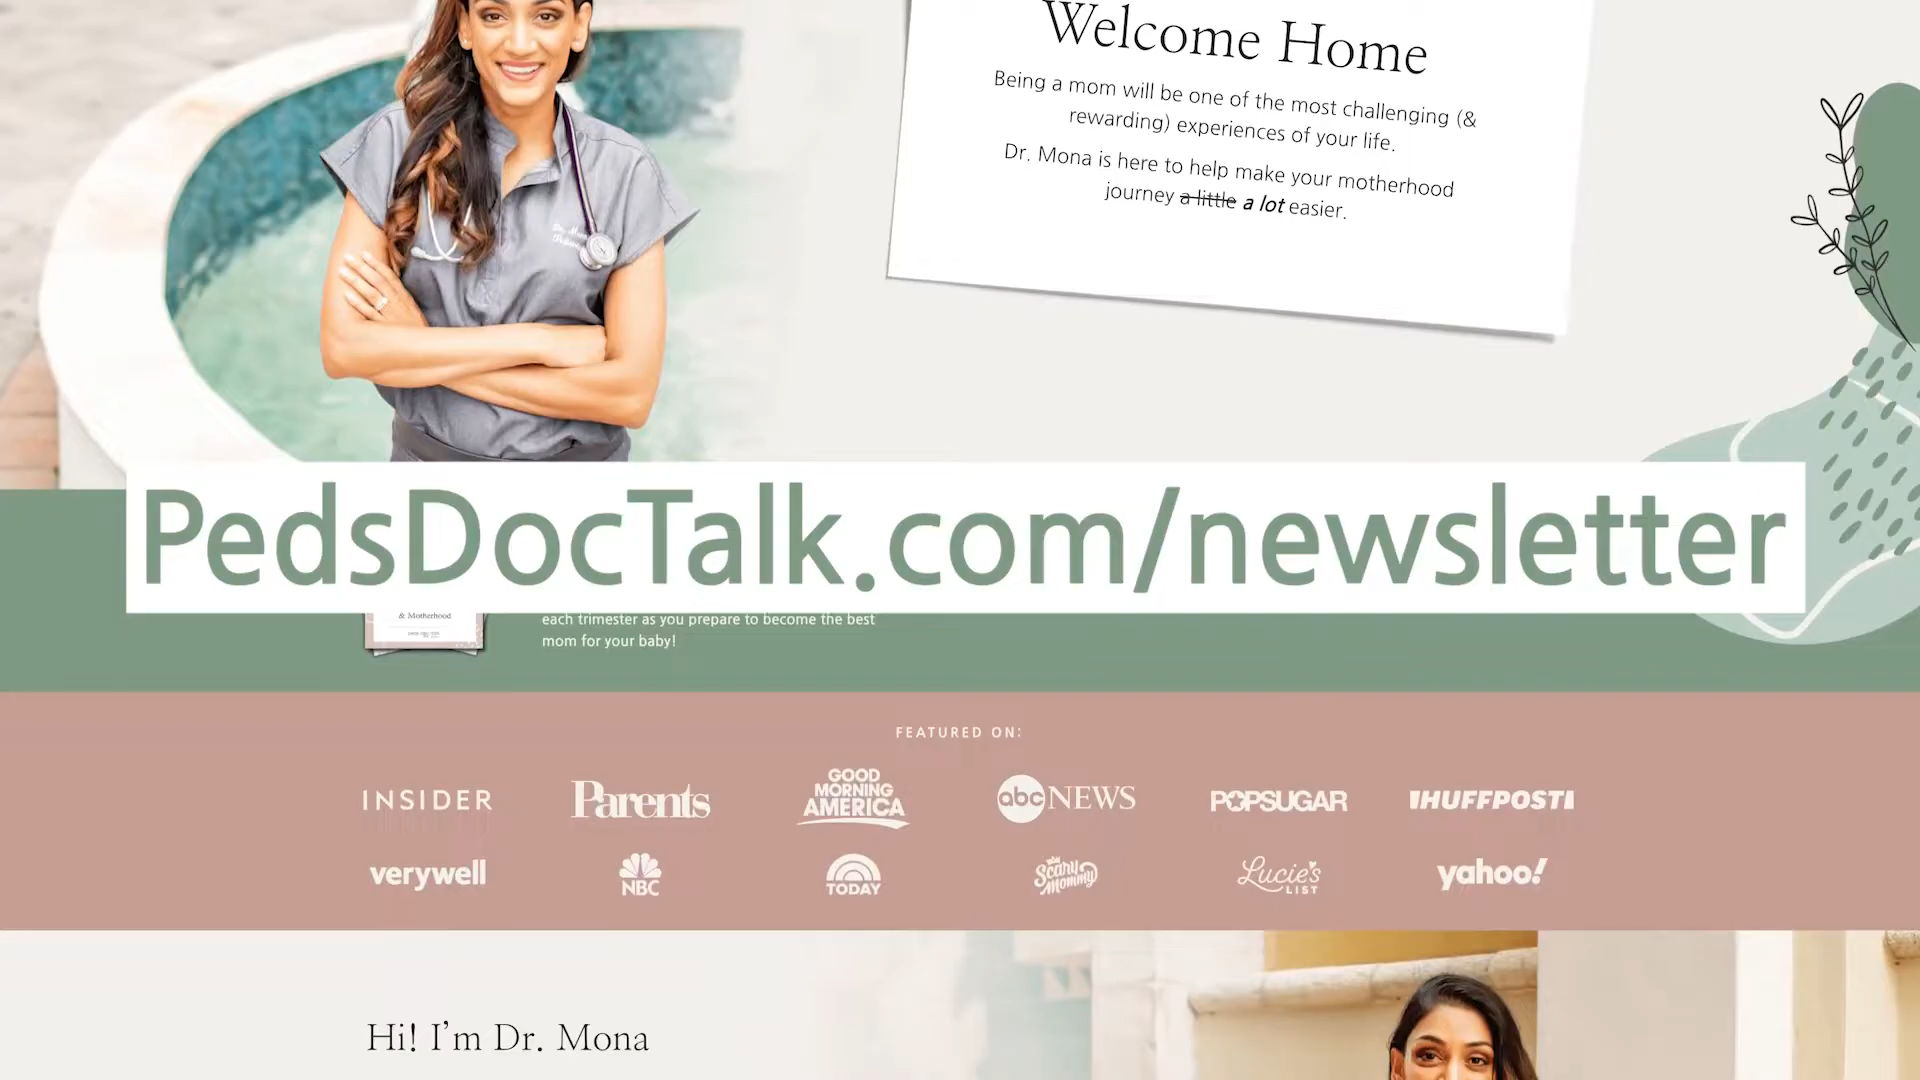 Welcome Home
Being a mom will be one of the most challenging (&
rewarding) experiences of your life.
Dr. Mona is here to help make your motherhood
journey a little a lot easier.
PedsDocTalk.com/newsletter
& Motherhood
each trimester as you prepare to become the best
mom for your baby!
FEATURED ON:
INSIDER
Parents
GOOD
MORNING
AMERICA
abc NEWS
POPSUGAR
HUFFPOST
verywell
NBC
TODAY
Scary
Mommy
Lucie's
LIST
yahoo!
Hi! I'm Dr. Mona